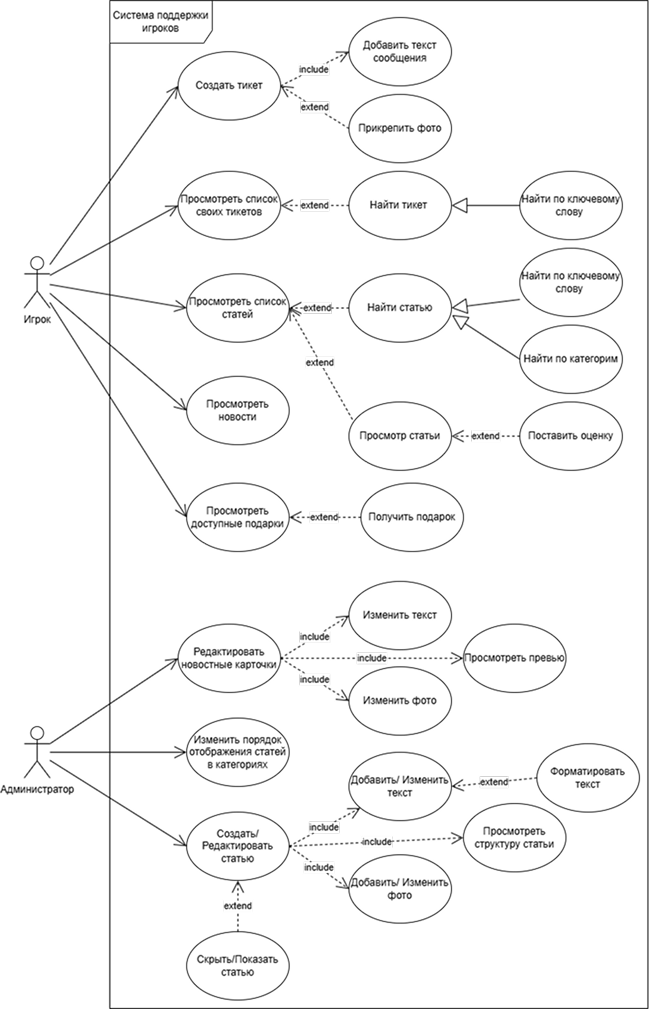 Система поддержки
игроков
Добавить текст
сообщения
include
Создать тикет
extend
Прикрепить фото
Просмотреть список
своих тикетов
extend
Найти тикет
Найти по ключевому
слову
Игрок
Просмотреть список
статей
extend
Найти статью
Найти по ключевому
слову
Найти по категорим
extend
Просмотреть
новости
Просмотр статьи
extend
Поставить оценку
Просмотреть
доступные подарки
extend
Получить подарок
Изменить текст
include
Редактировать
новостные карточки
include
Просмотреть превью
include
Изменить фото
Администратор
Изменить порядок
отображения статей
в категориях
Добавить/ Изменить
текст
extend
Форматировать
текст
include
Создать/
Редактировать
статью
include
Просмотреть
структуру статьи
include
Добавить/ Изменить
фото
extend
Скрыть/Показать
статью